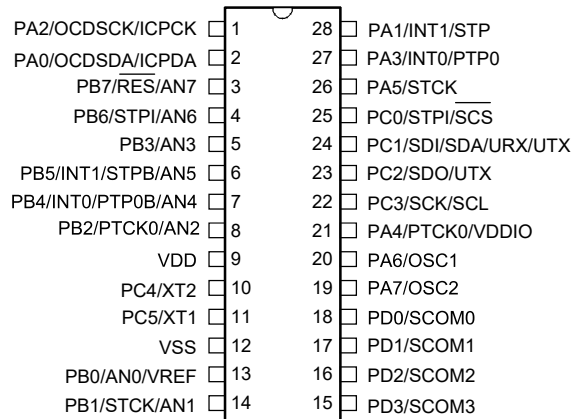 PA2/OCDSCK/ICPCK 1 28 PA1/INT1/STP
PA0/OCDSDA/ICPDA 2 27 PA3/INT0/PTP0
PB7/RES/AN7 3 26 PA5/STCK
PB6/STPI/AN6 4 25 PC0/STPI/SCS
PB3/AN3 5 24 PC1/SDI/SDA/URX/UTX
PB5/INT1/STPB/AN5 6 23 PC2/SDO/UTX
PB4/INT0/PTP0B/AN4 7 22 PC3/SCK/SCL
PB2/PTCK0/AN2 8 21 PA4/PTCK0/VDDIO
VDD 9 20 PA6/OSC1
PC4/XT2 10 19 PA7/OSC2
PC5/XT1 11 18 PD0/SCOM0
VSS 12 17 PD1/SCOM1
PB0/AN0/VREF 13 16 PD2/SCOM2
PB1/STCK/AN1 14 15 PD3/SCOM3